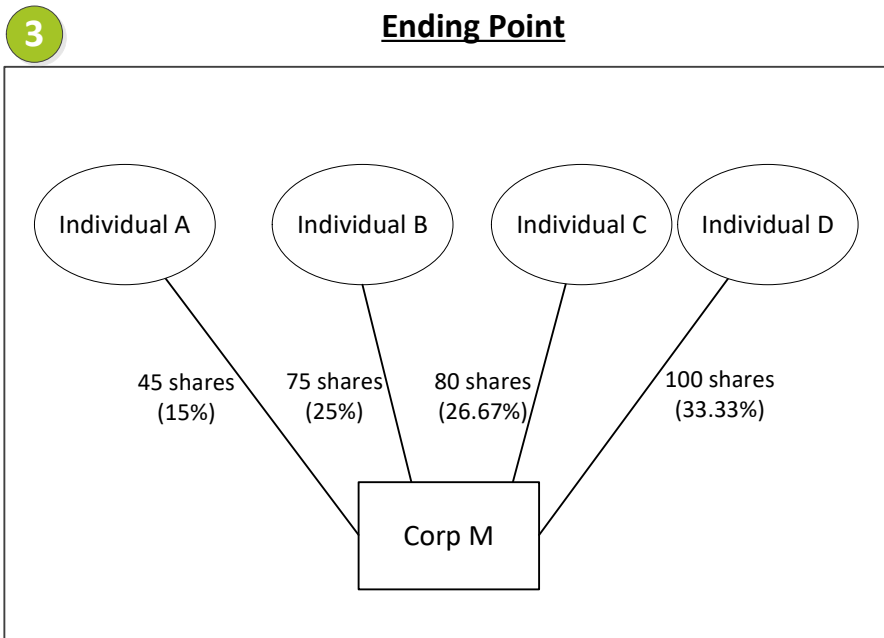 3
Ending Point
Individual A
Individual B
Individual C
Individual D
45 shares
(15%)
75 shares
(25%)
80 shares
(26.67%)
100 shares
(33.33%)
Corp M